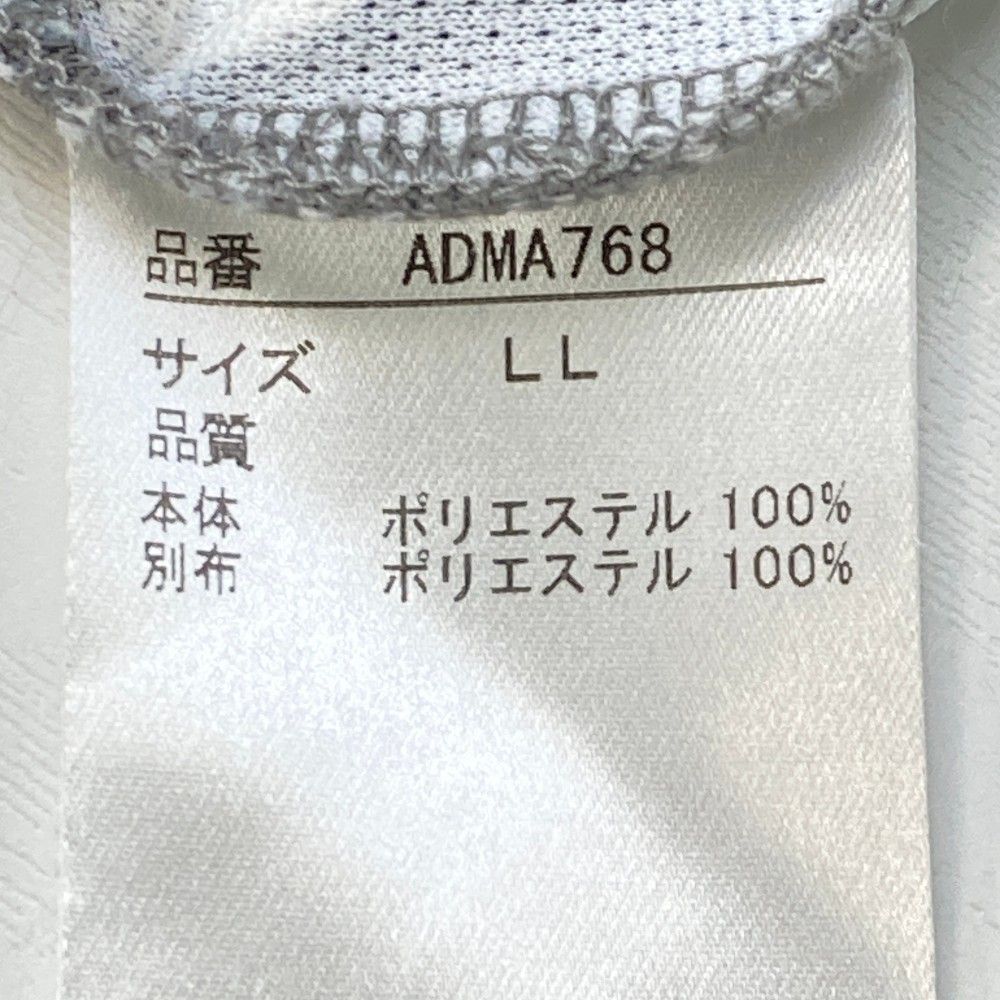 品番 ADMA768
サイズ LL
品質
本体 ポリエステル 100%
別布 ポリエステル 100%